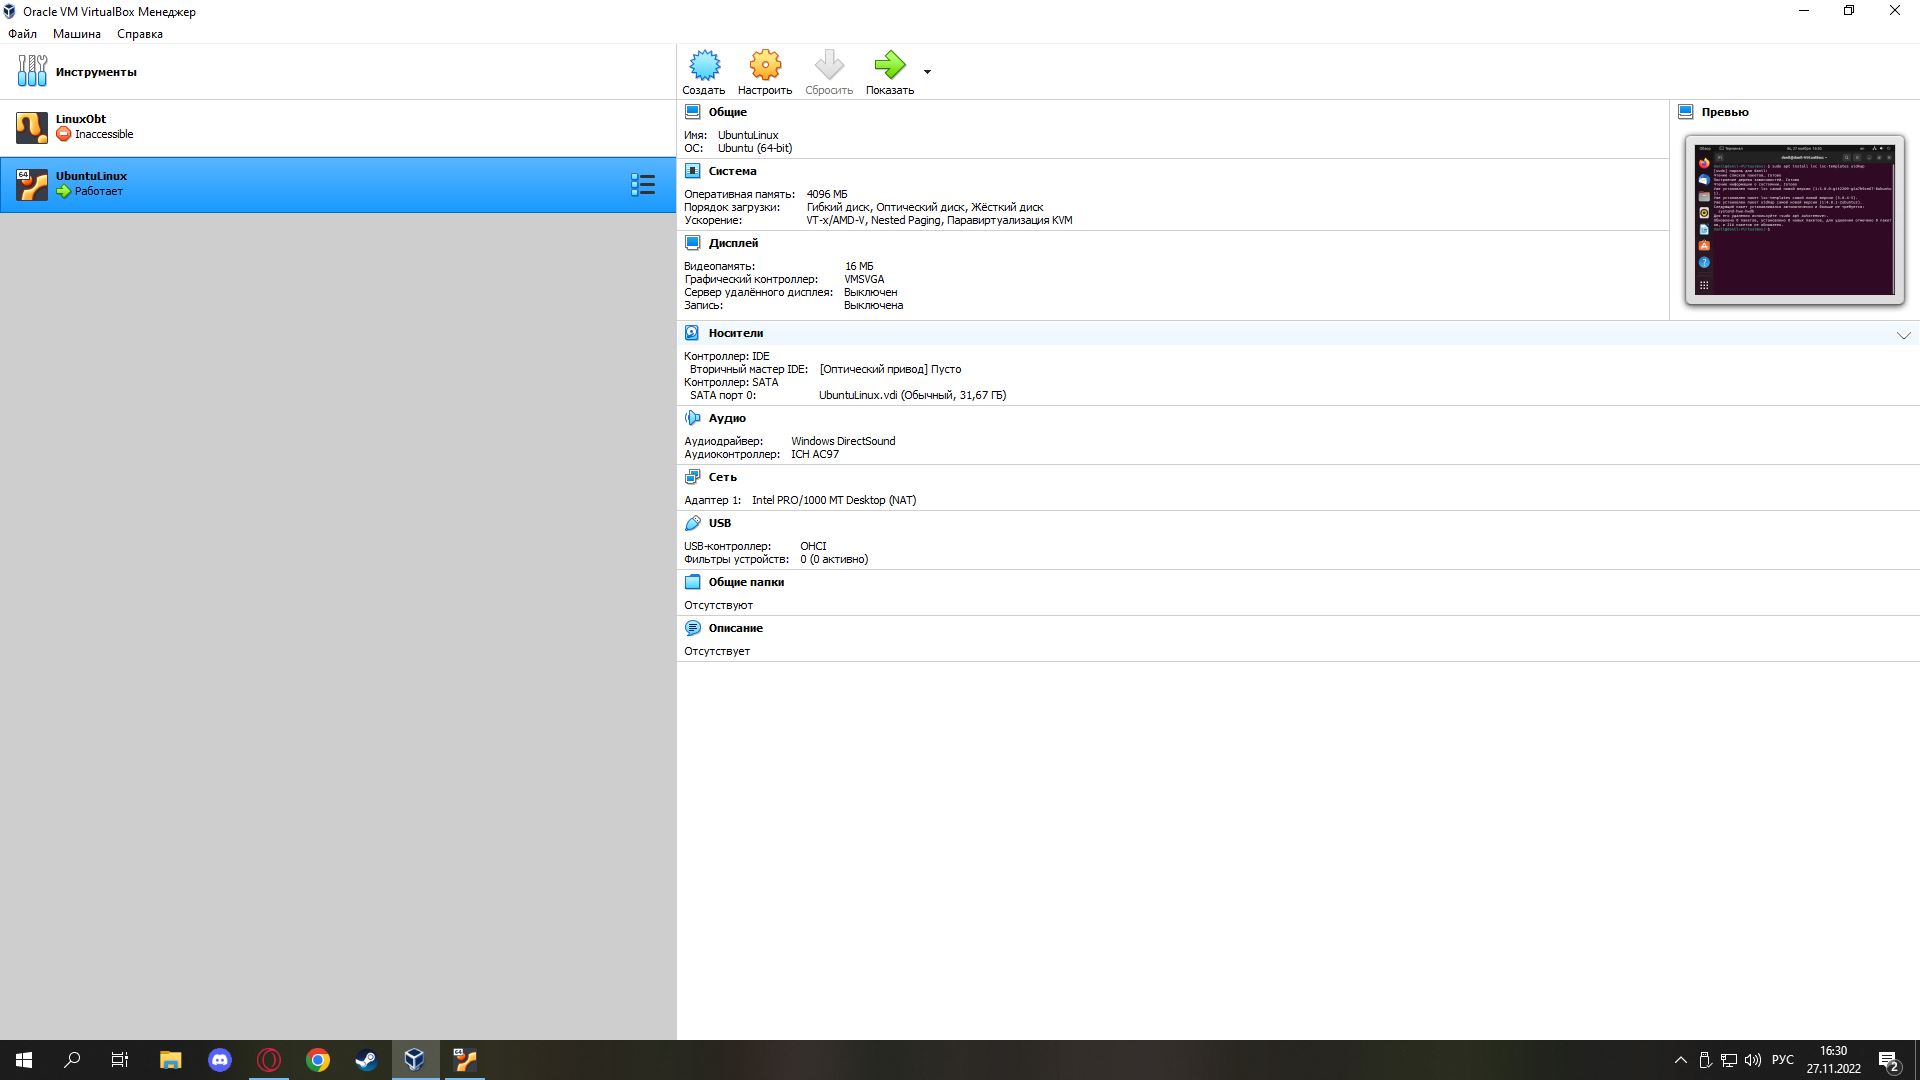 Oracle VM VirtualBox Менеджер
Файл Машина Справка
Инструменты
LinuxObt
Inaccessible
64
UbuntuLinux
Работает
Создать Настроить Сбросить Показать
Общие
Имя: UbuntuLinux
ОС: Ubuntu (64-bit)
Система
Оперативная память: 4096 МБ
Порядок загрузки: Гибкий диск, Оптический диск, Жёсткий диск
Ускорение: VT-x/AMD-V, Nested Paging, Паравиртуализация KVM
Дисплей
Видеопамять: 16 МБ
Графический контроллер: VMSVGA
Сервер удалённого дисплея: Выключен
Запись: Выключена
Превью
Носители
Контроллер: IDE
Вторичный мастер IDE: [Оптический привод] Пусто
Контроллер: SATA
SATA порт 0: UbuntuLinux.vdi (Обычный, 31,67 ГБ)
Аудио
Аудиодрайвер: Windows DirectSound
Аудиоконтроллер: ICH AC97
Сеть
Адаптер 1: Intel PRO/1000 MT Desktop (NAT)
USB
USB-контроллер: OHCI
Фильтры устройств: 0 (0 активно)
Общие папки
Отсутствуют
Описание
Отсутствует
64
РУС
16:30
27.11.2022
2